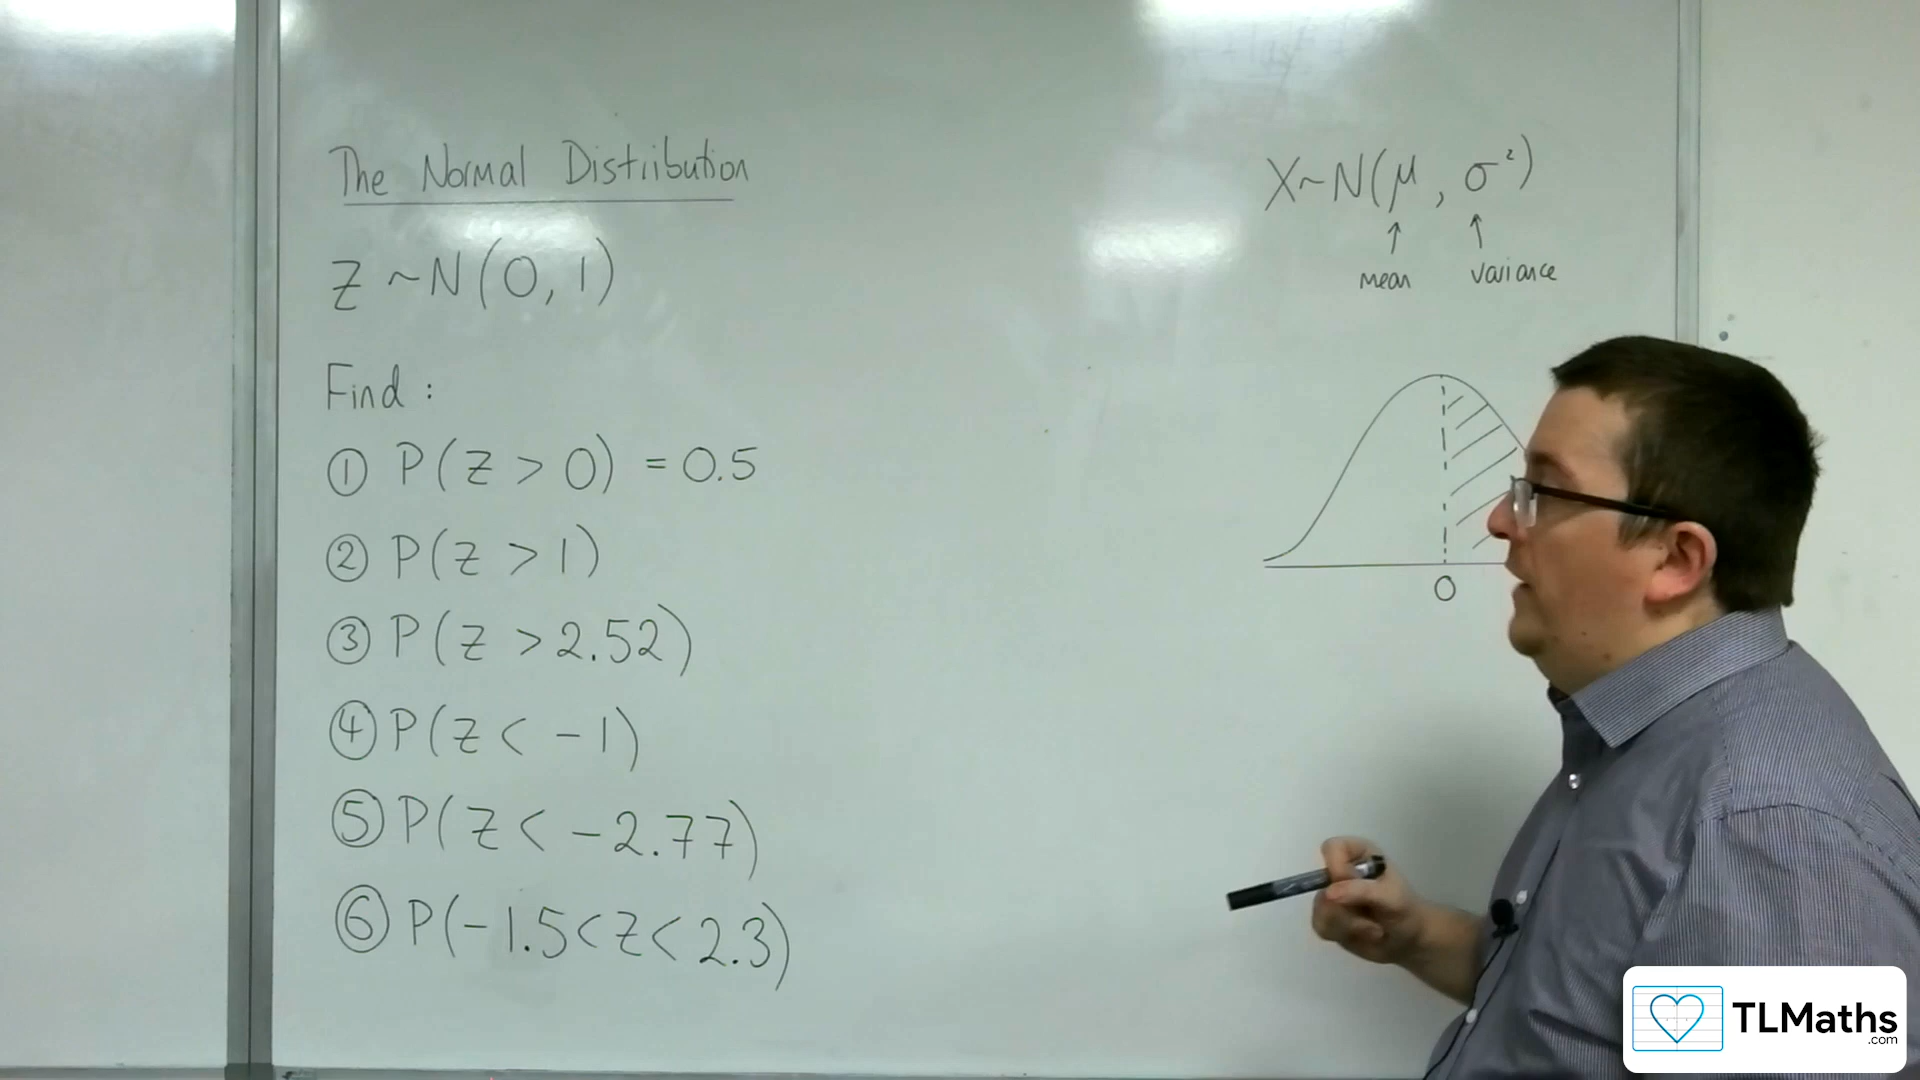 The Normal Distribution
Z ~ N(0, 1)
Find :
① P(Z > 0) = 0.5
② P(Z > 1)
③ P(Z > 2.52)
④ P(Z < -1)
⑤ P(Z < -2.77)
⑥ P(-1.5 < Z < 2.3)
X ~ N(μ, σ²)
↑ ↑
mean variance
0
TLMaths
.com